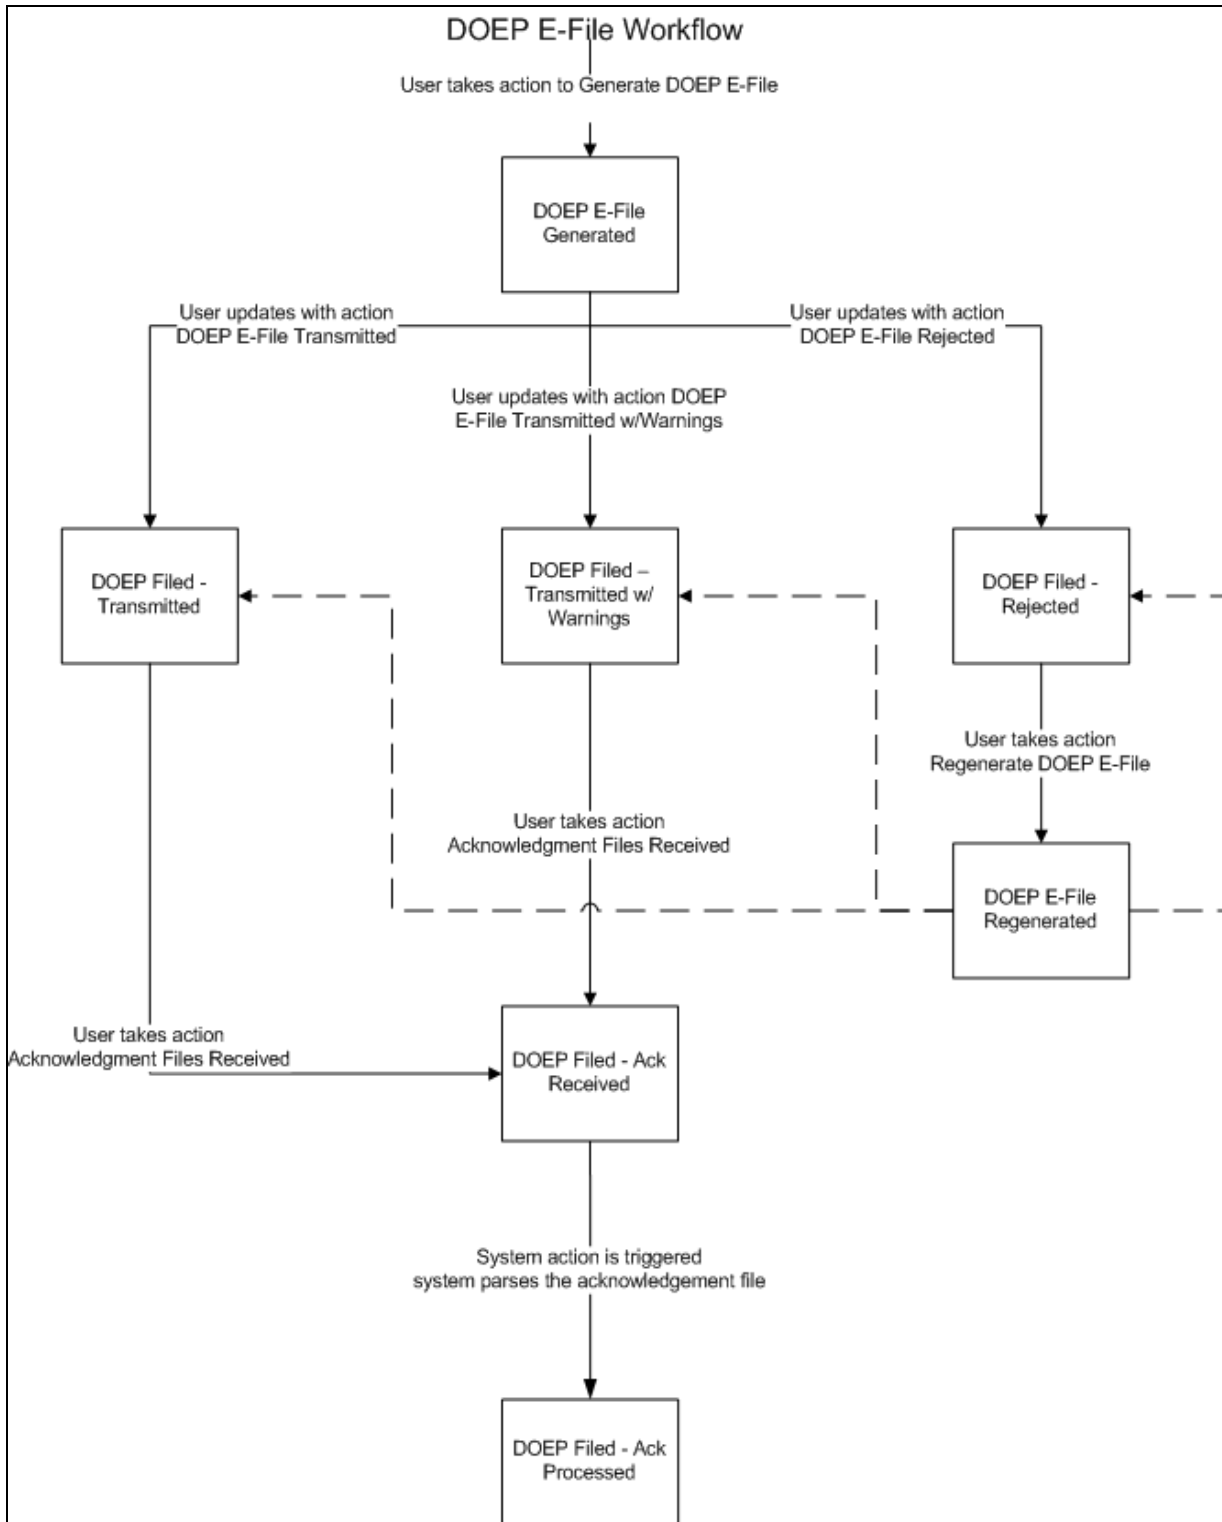 DOEP E-File Workflow
User takes action to Generate DOEP E-File
DOEP E-File
Generated
User updates with action
DOEP E-File Transmitted
User updates with action
DOEP E-File Rejected
User updates with action DOEP
E-File Transmitted w/Warnings
DOEP Filed -
Transmitted
DOEP Filed –
Transmitted w/
Warnings
DOEP Filed -
Rejected
User takes action
Regenerate DOEP E-File
User takes action
Acknowledgment Files Received
DOEP E-File
Regenerated
User takes action
Acknowledgment Files Received
DOEP Filed - Ack
Received
System action is triggered
system parses the acknowledgement file
DOEP Filed - Ack
Processed